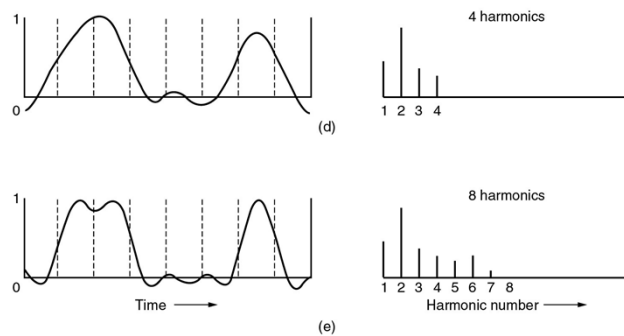 1
0
4 harmonics
1 2 3 4
(d)
1
0
Time
8 harmonics
1 2 3 4 5 6 7 8
Harmonic number
(e)